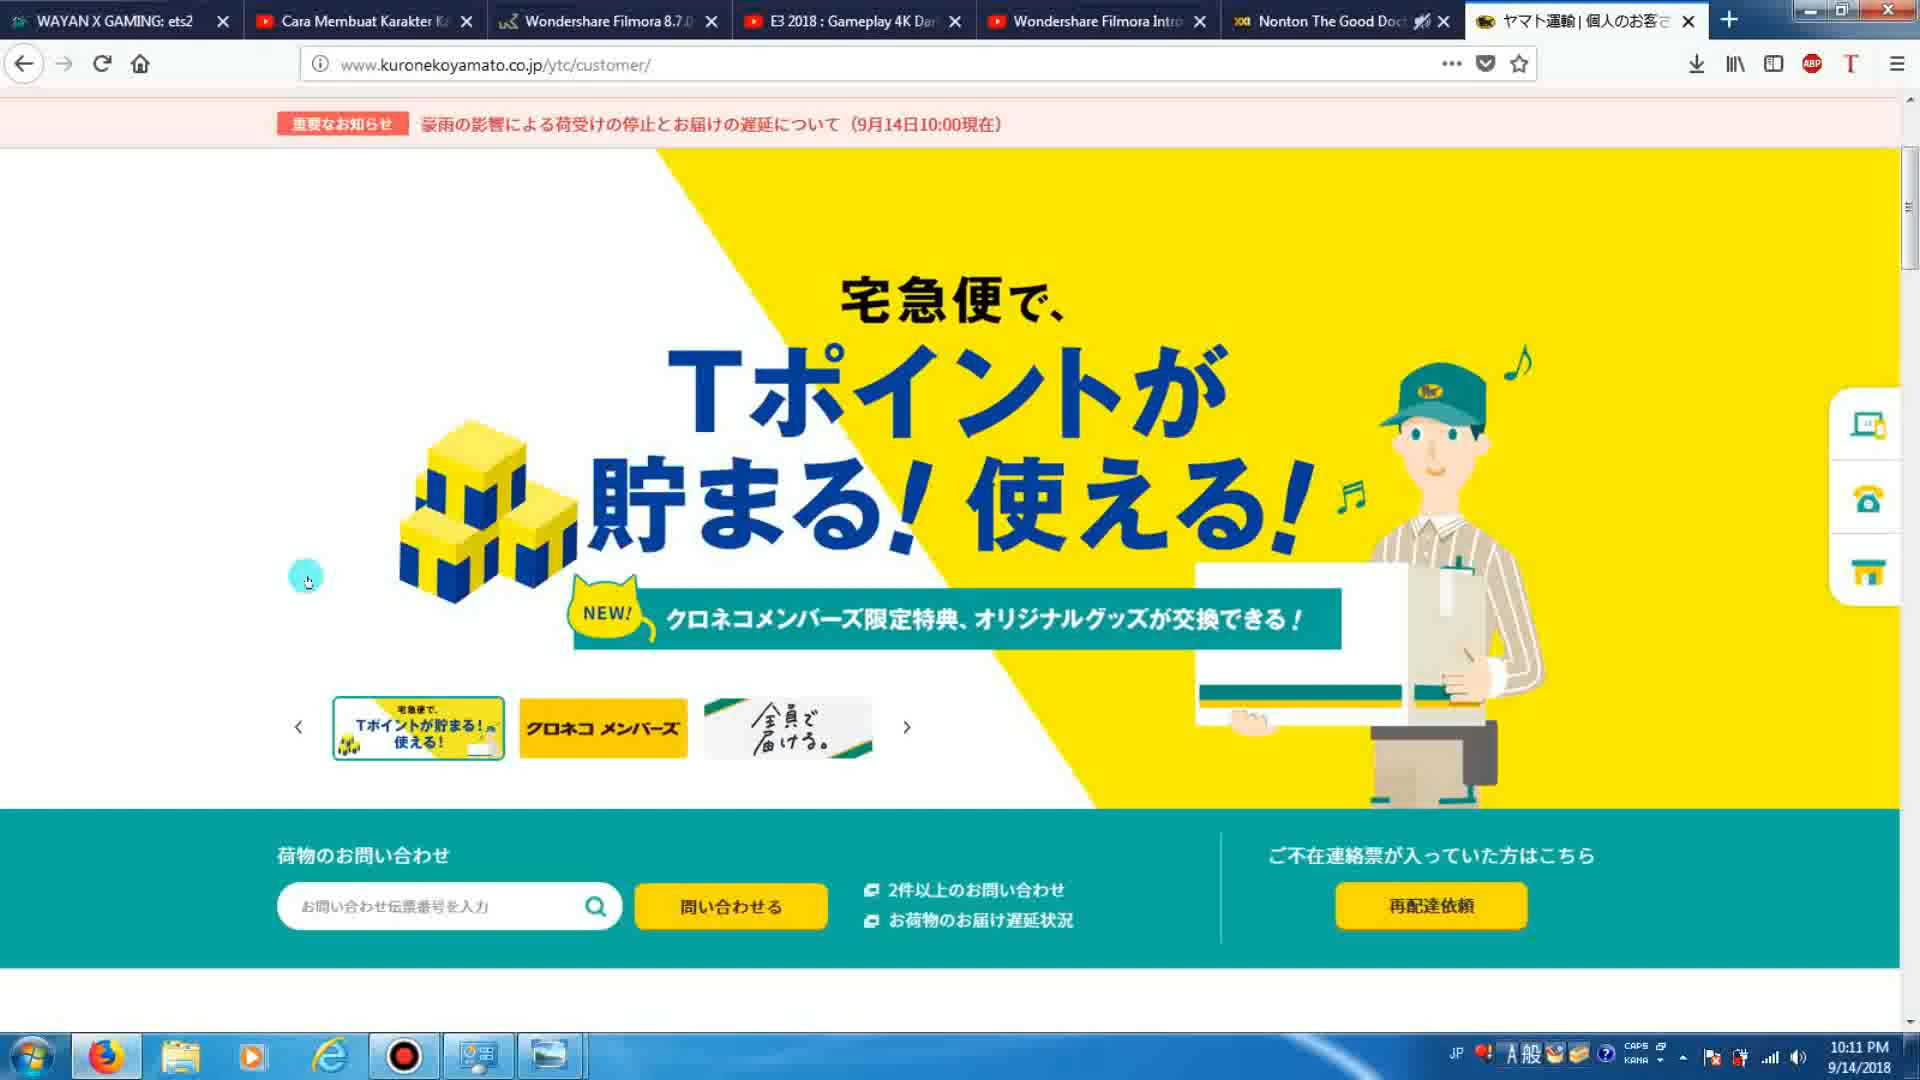 WAYAN X GAMING: ets2
Cara Membuat Karakter K
Wondershare Filmora 8.7.0
E3 2018 : Gameplay 4K Da
Wondershare Filmora Intro
Nonton The Good Doc
ヤマト運輸 | 個人のお客さ
www.kuronekoyamato.co.jp/ytc/customer/
ABP
T
重要なお知らせ 豪雨の影響による荷受けの停止とお届けの遅延について（9月14日10:00現在）
宅急便で、
Tポイントが
貯まる! 使える!
NEW! クロネコメンバーズ限定特典、オリジナルグッズが交換できる!
宅急便で、
Tポイントが貯まる!
使える!
クロネコ メンバーズ
全員で
届ける。
荷物のお問い合わせ
お問い合わせ伝票番号を入力
問い合わせる
2件以上のお問い合わせ
お荷物のお届け遅延状況
ご不在連絡票が入っていた方はこちら
再配達依頼
JP
A 般
CAPS
KANA
10:11 PM
9/14/2018